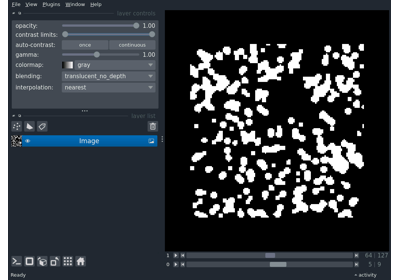 File View Plugins Window Help
layer controls
opacity: 1.00
contrast limits:
auto-contrast: once continuous
gamma: 1.00
colormap: gray
blending: translucent_no_depth
interpolation: nearest
layer list
Image
1 64 127
0 5 9
Ready activity